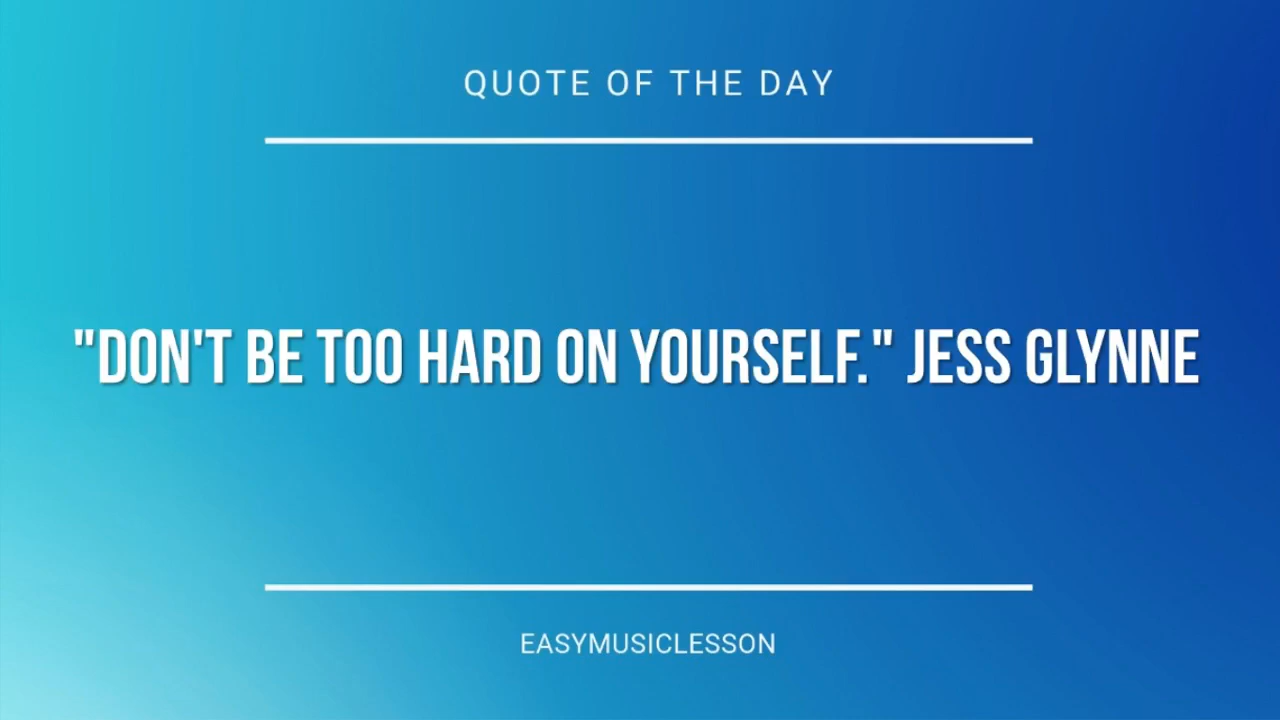 QUOTE OF THE DAY
"DON'T BE TOO HARD ON YOURSELF." JESS GLYNNE
EASYMUSICLESSON